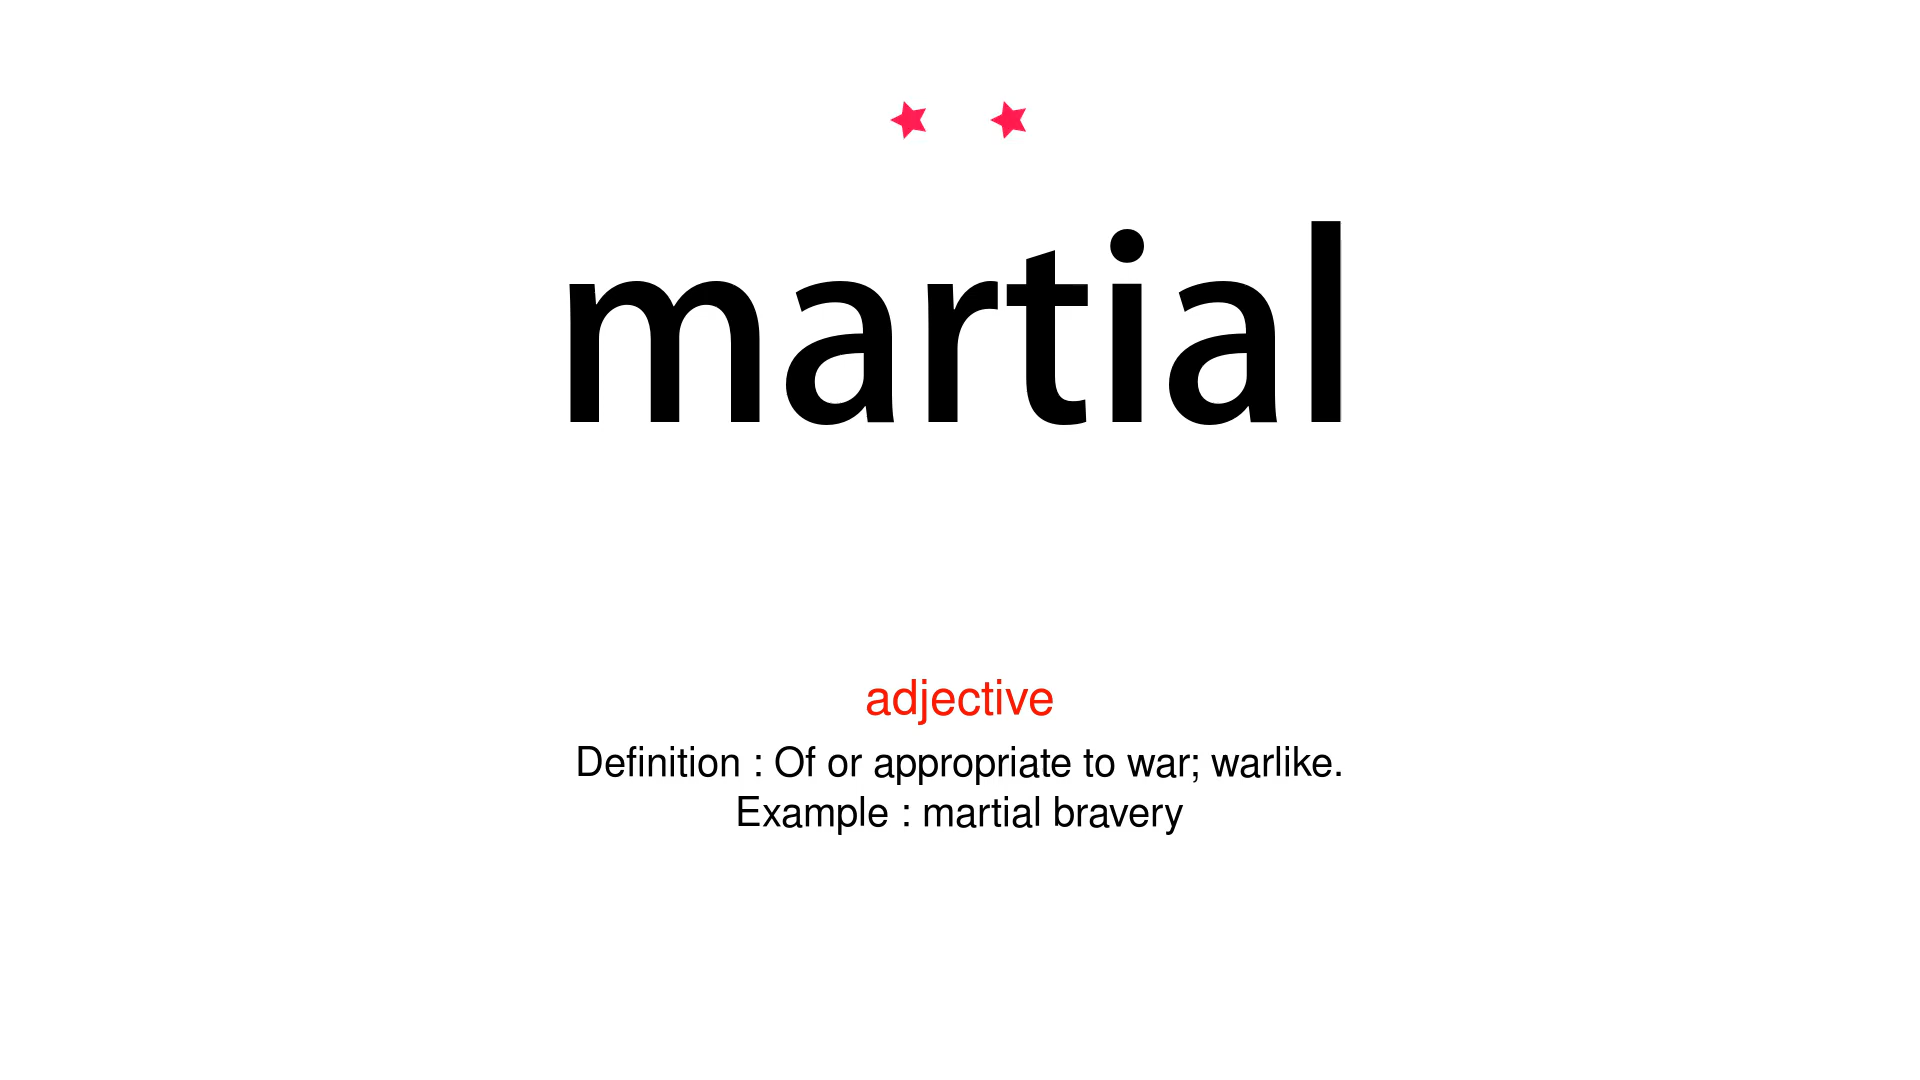 martial
adjective
Definition : Of or appropriate to war; warlike.
Example : martial bravery